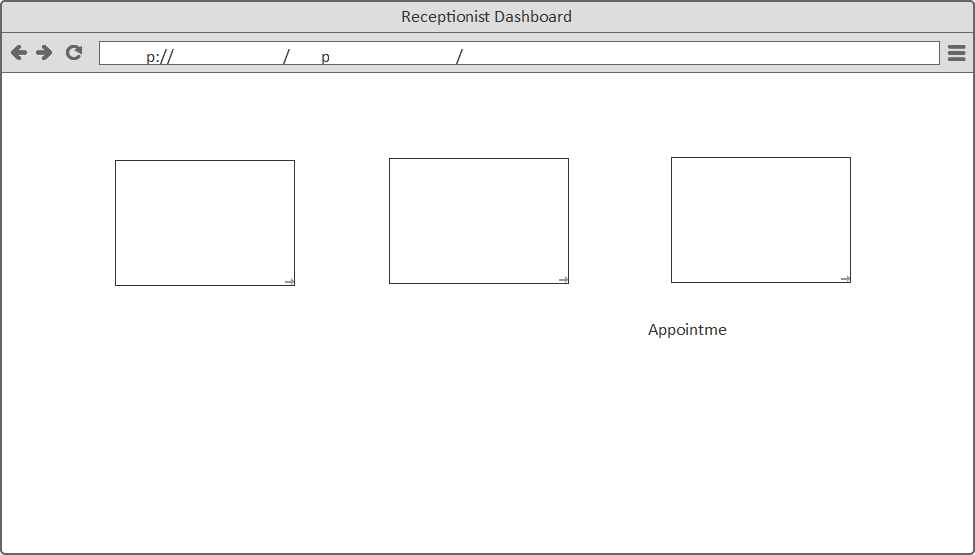 Receptionist Dashboard
p:// / p /
Appointme